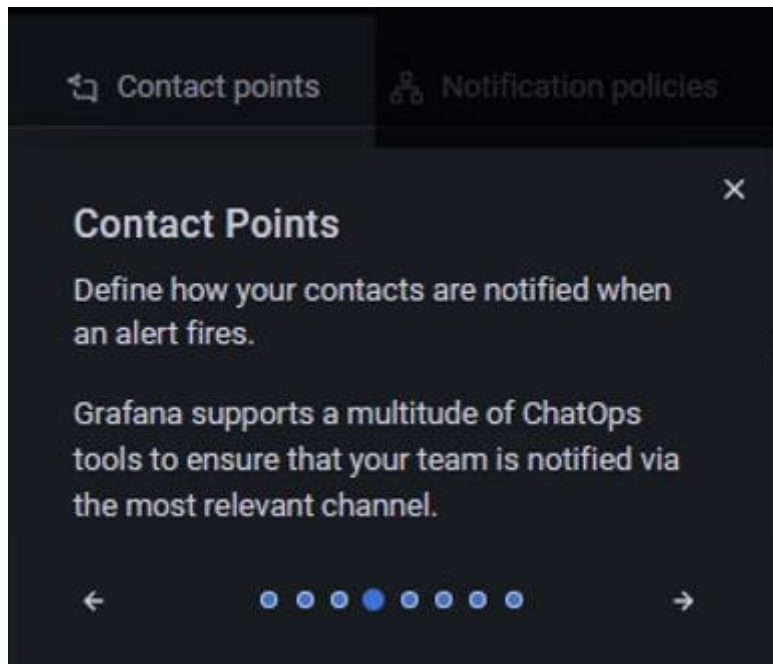 Contact points
Notification policies
Contact Points
Define how your contacts are notified when
an alert fires.
Grafana supports a multitude of ChatOps
tools to ensure that your team is notified via
the most relevant channel.